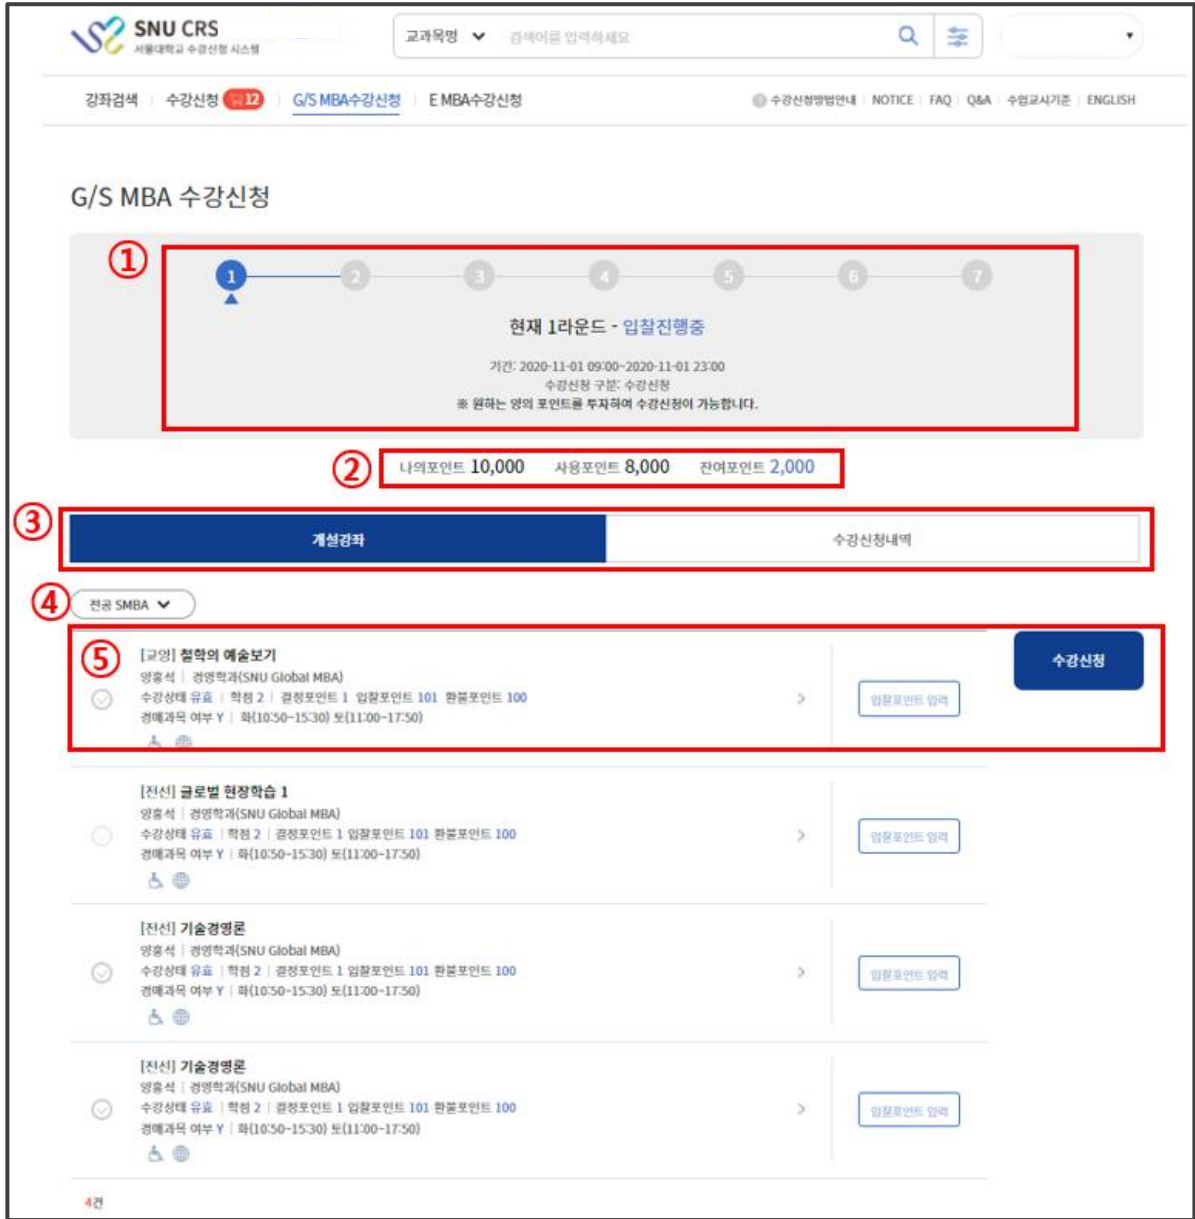 SNU CRS
서울대학교 수강신청 시스템
교과목명
검색어를 입력하세요
강좌검색
수강신청 12
G/S MBA수강신청
E MBA수강신청
수강신청방법안내
NOTICE
FAQ
Q&A
수업교시기준
ENGLISH
G/S MBA 수강신청
①
1 2 3 4 5 6 7
현재 1라운드 - 입찰진행중
기간: 2020-11-01 09:00~2020-11-01 23:00
수강신청 구분: 수강신청
※ 원하는 양의 포인트를 투자하여 수강신청이 가능합니다.
②
나의포인트 10,000 사용포인트 8,000 잔여포인트 2,000
③
개설강좌
수강신청내역
④
전공 SMBA
⑤
[교양] 철학의 예술보기
양홍석 | 경영학과(SNU Global MBA)
수강상태 유효 | 학점 2 | 결정포인트 1 입찰포인트 101 환불포인트 100
경매과목 여부 Y | 화(10:50~15:30) 토(11:00~17:50)
입찰포인트 입력
수강신청
[전선] 글로벌 현장학습 1
양홍석 | 경영학과(SNU Global MBA)
수강상태 유효 | 학점 2 | 결정포인트 1 입찰포인트 101 환불포인트 100
경매과목 여부 Y | 화(10:50~15:30) 토(11:00~17:50)
입찰포인트 입력
[전선] 기술경영론
양홍석 | 경영학과(SNU Global MBA)
수강상태 유효 | 학점 2 | 결정포인트 1 입찰포인트 101 환불포인트 100
경매과목 여부 Y | 화(10:50~15:30) 토(11:00~17:50)
입찰포인트 입력
[전선] 기술경영론
양홍석 | 경영학과(SNU Global MBA)
수강상태 유효 | 학점 2 | 결정포인트 1 입찰포인트 101 환불포인트 100
경매과목 여부 Y | 화(10:50~15:30) 토(11:00~17:50)
입찰포인트 입력
4건